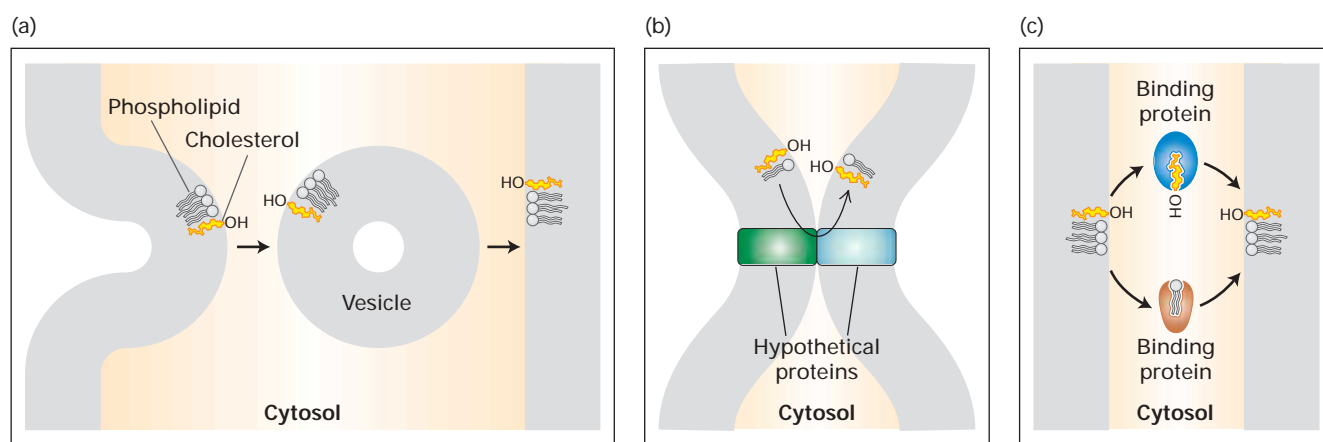 (a)
Phospholipid
Cholesterol
OH
HO
HO
Vesicle
Cytosol
(b)
OH
HO
Hypothetical
proteins
Cytosol
(c)
Binding
protein
HO
OH
HO
Binding
protein
Cytosol